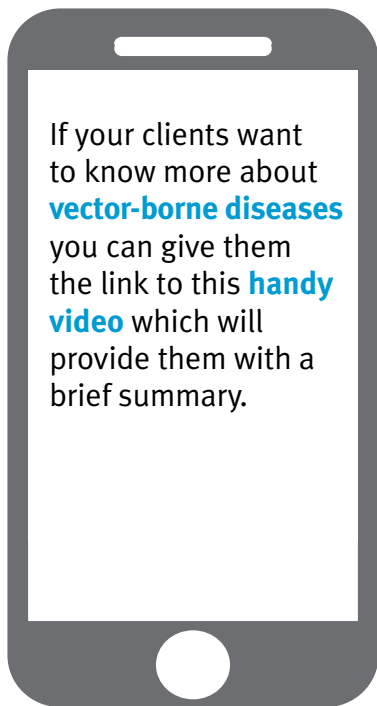 If your clients want
to know more about
vector-borne diseases
you can give them
the link to this handy
video which will
provide them with a
brief summary.